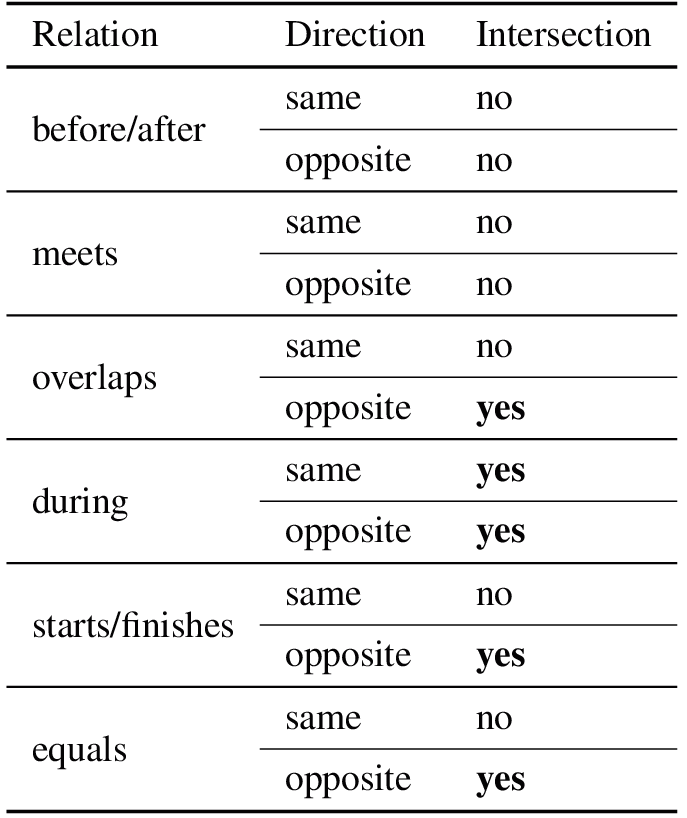 Relation Direction Intersection
before/after same no
opposite no
meets same no
opposite no
overlaps same no
opposite yes
during same yes
opposite yes
starts/finishes same no
opposite yes
equals same no
opposite yes